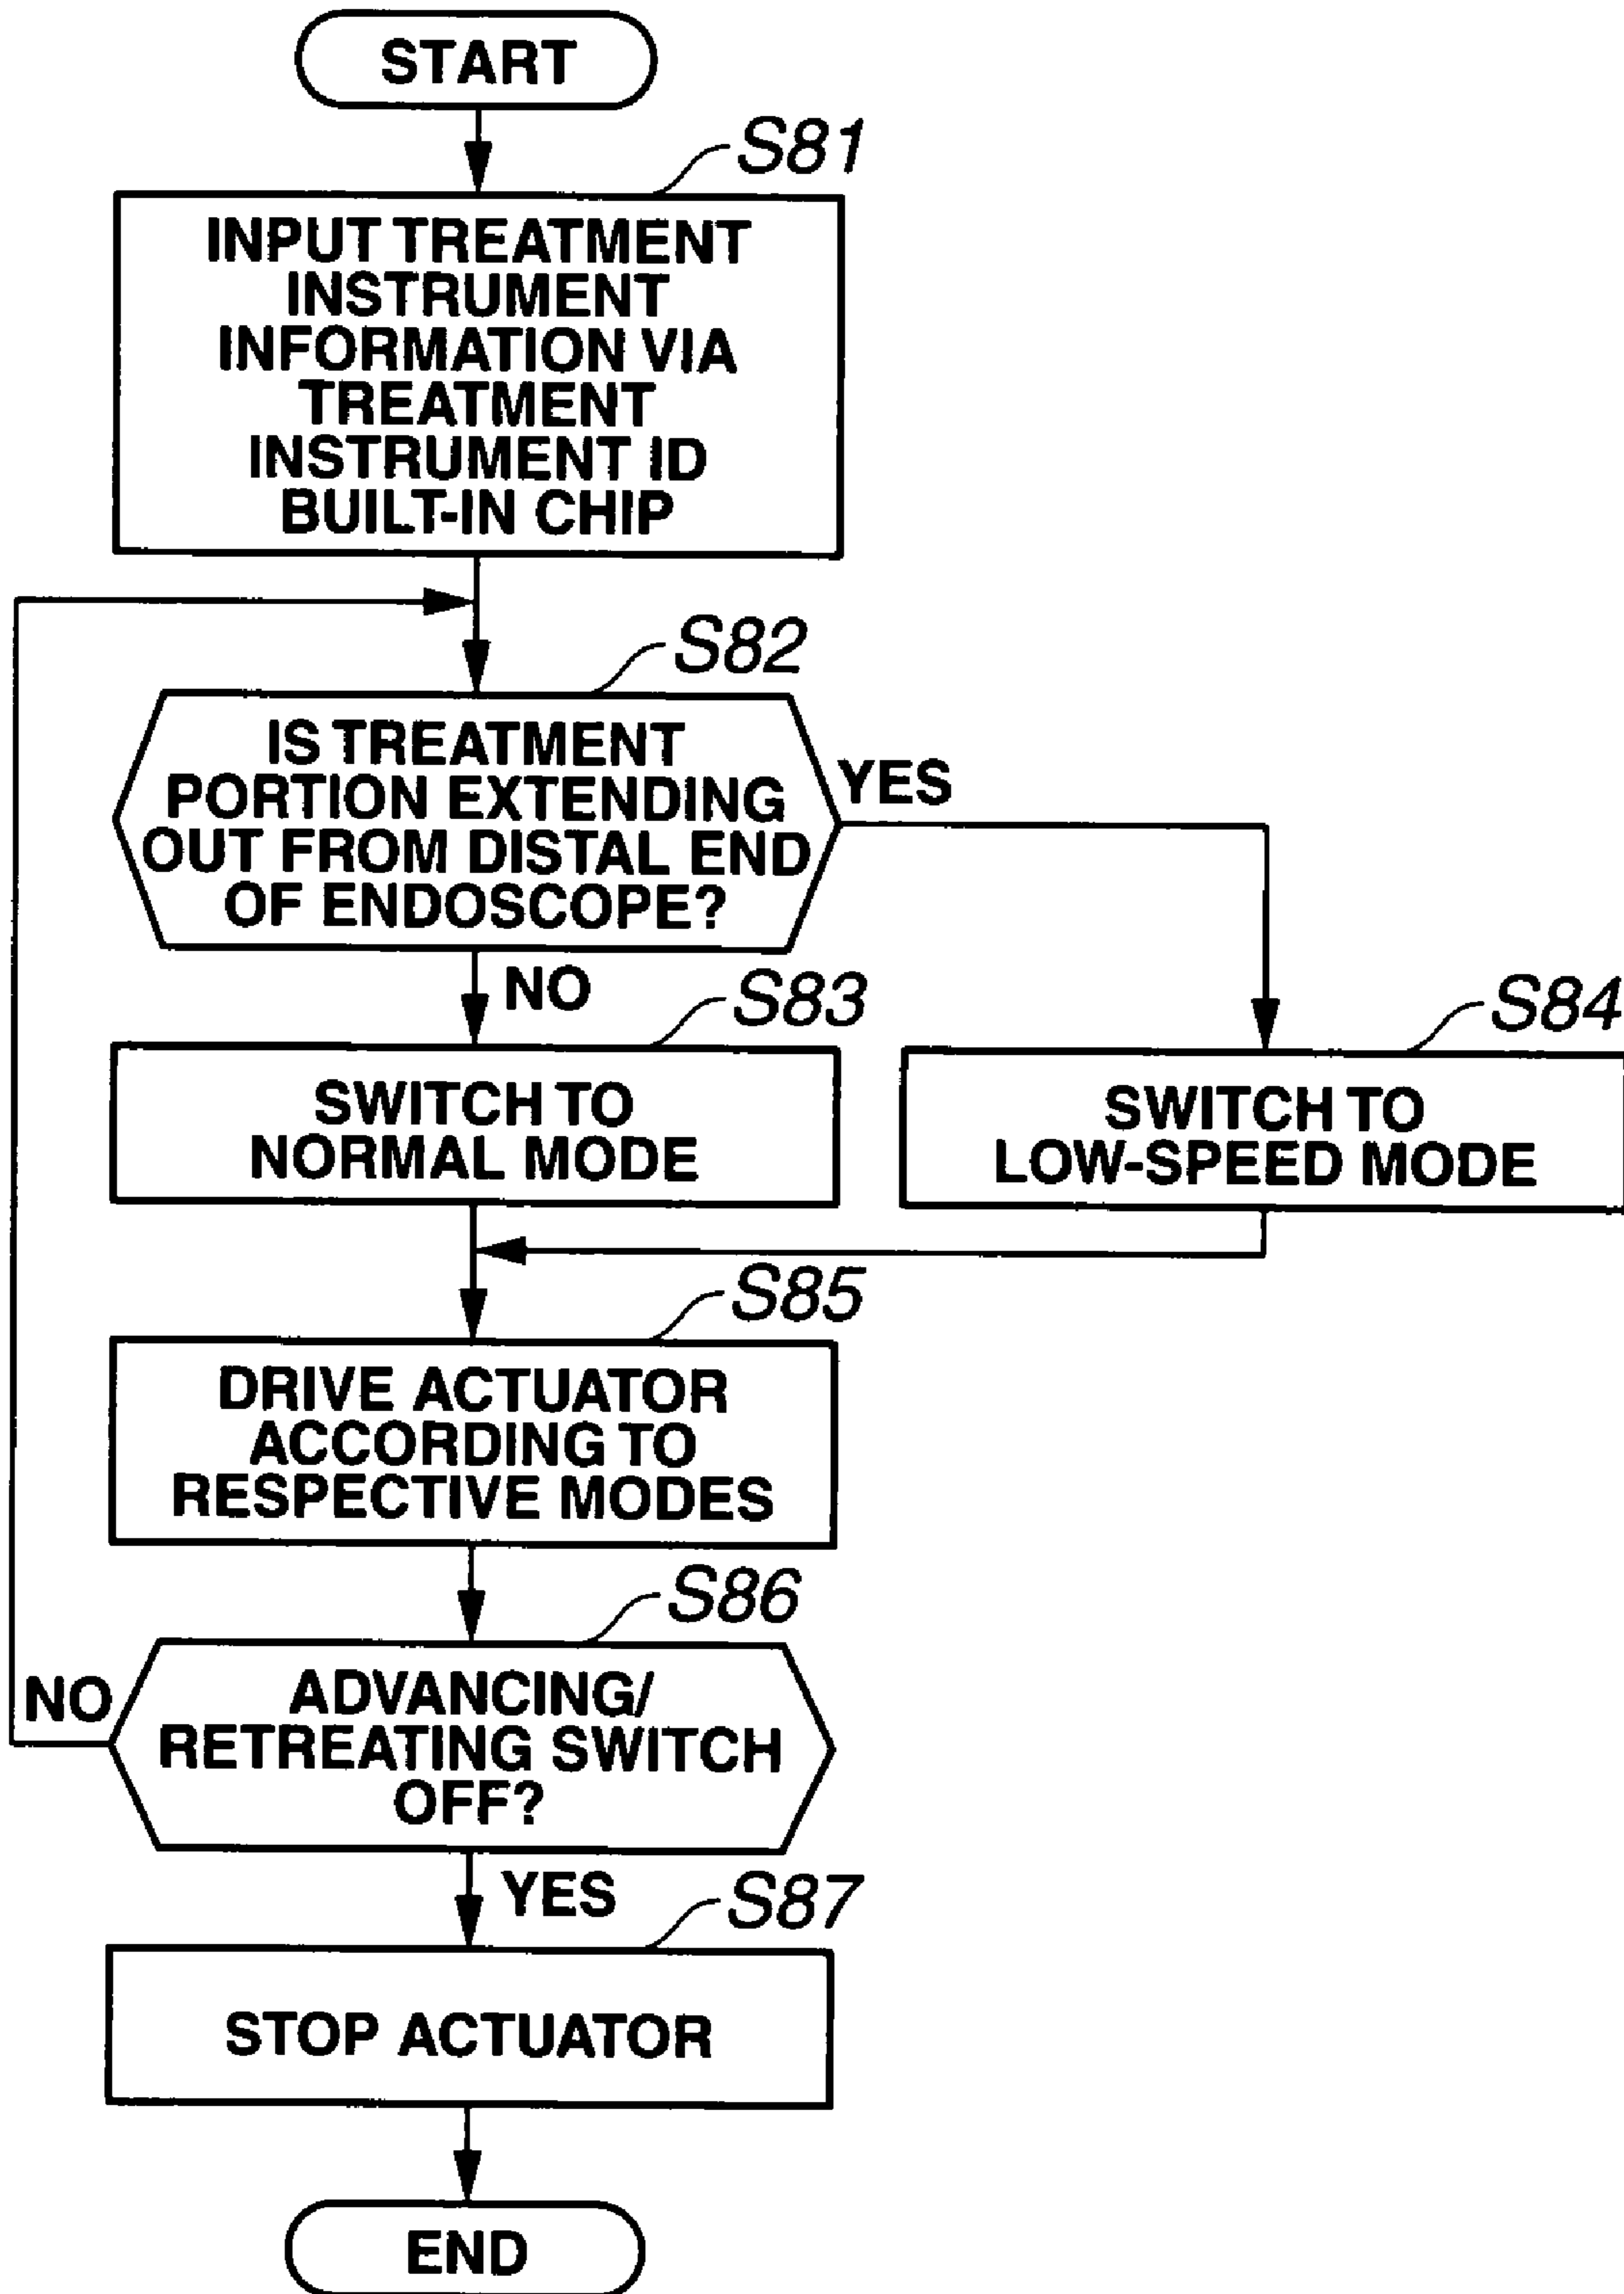 START
S81
INPUT TREATMENT
INSTRUMENT
INFORMATION VIA
TREATMENT
INSTRUMENT ID
BUILT-IN CHIP
S82
IS TREATMENT
PORTION EXTENDING
OUT FROM DISTAL END
OF ENDOSCOPE?
YES
NO
S83
SWITCH TO
NORMAL MODE
S84
SWITCH TO
LOW-SPEED MODE
S85
DRIVE ACTUATOR
ACCORDING TO
RESPECTIVE MODES
S86
NO
ADVANCING/
RETREATING SWITCH
OFF?
YES
S87
STOP ACTUATOR
END